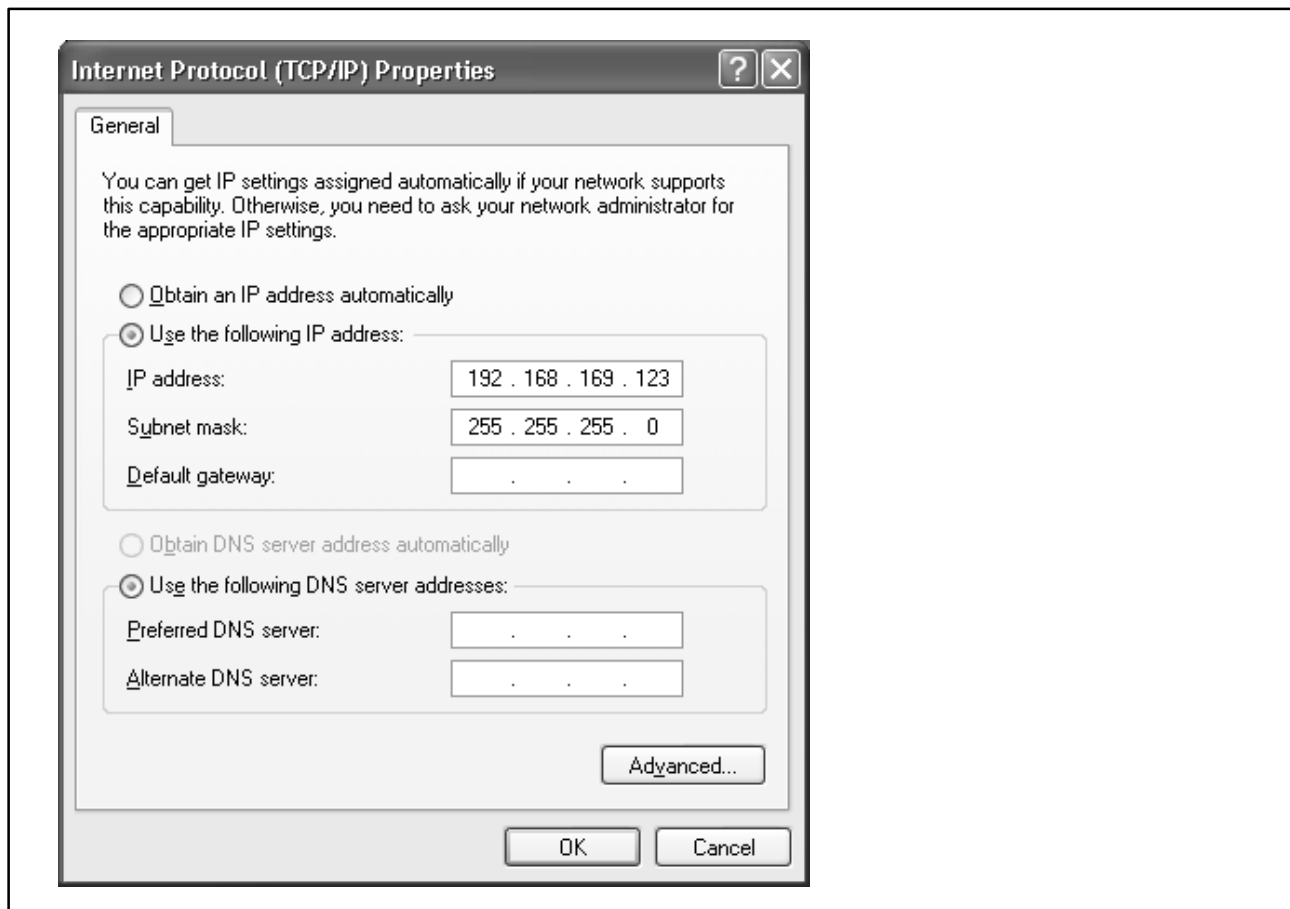 Internet Protocol (TCP/IP) Properties
General
You can get IP settings assigned automatically if your network supports
this capability. Otherwise, you need to ask your network administrator for
the appropriate IP settings.
Obtain an IP address automatically
Use the following IP address:
IP address: 192 . 168 . 169 . 123
Subnet mask: 255 . 255 . 255 . 0
Default gateway: . . .
Obtain DNS server address automatically
Use the following DNS server addresses:
Preferred DNS server: . . .
Alternate DNS server: . . .
Advanced...
OK Cancel